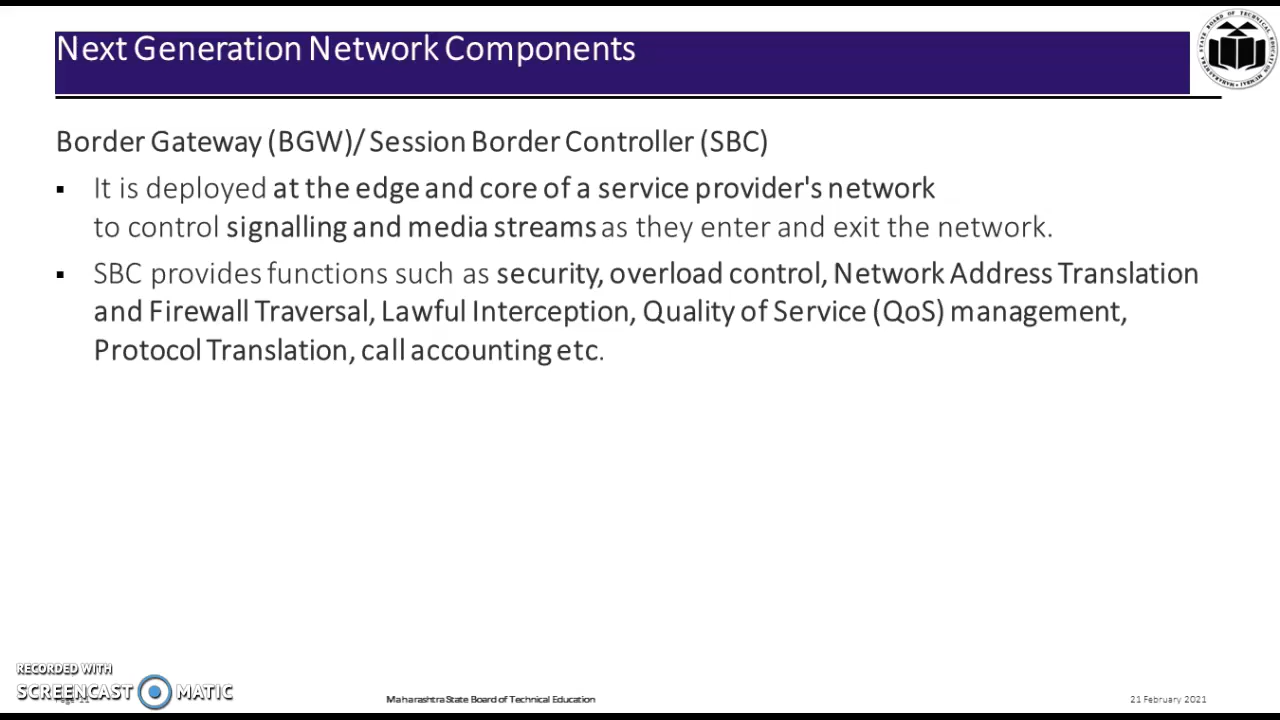 Next Generation Network Components
Border Gateway (BGW)/ Session Border Controller (SBC)
▪ It is deployed at the edge and core of a service provider's network
to control signalling and media streams as they enter and exit the network.
▪ SBC provides functions such as security, overload control, Network Address Translation
and Firewall Traversal, Lawful Interception, Quality of Service (QoS) management,
Protocol Translation, call accounting etc.
RECORDED WITH
SCREENCAST MATIC
Page 21
Maharashtra State Board of Technical Education
21 February 2021